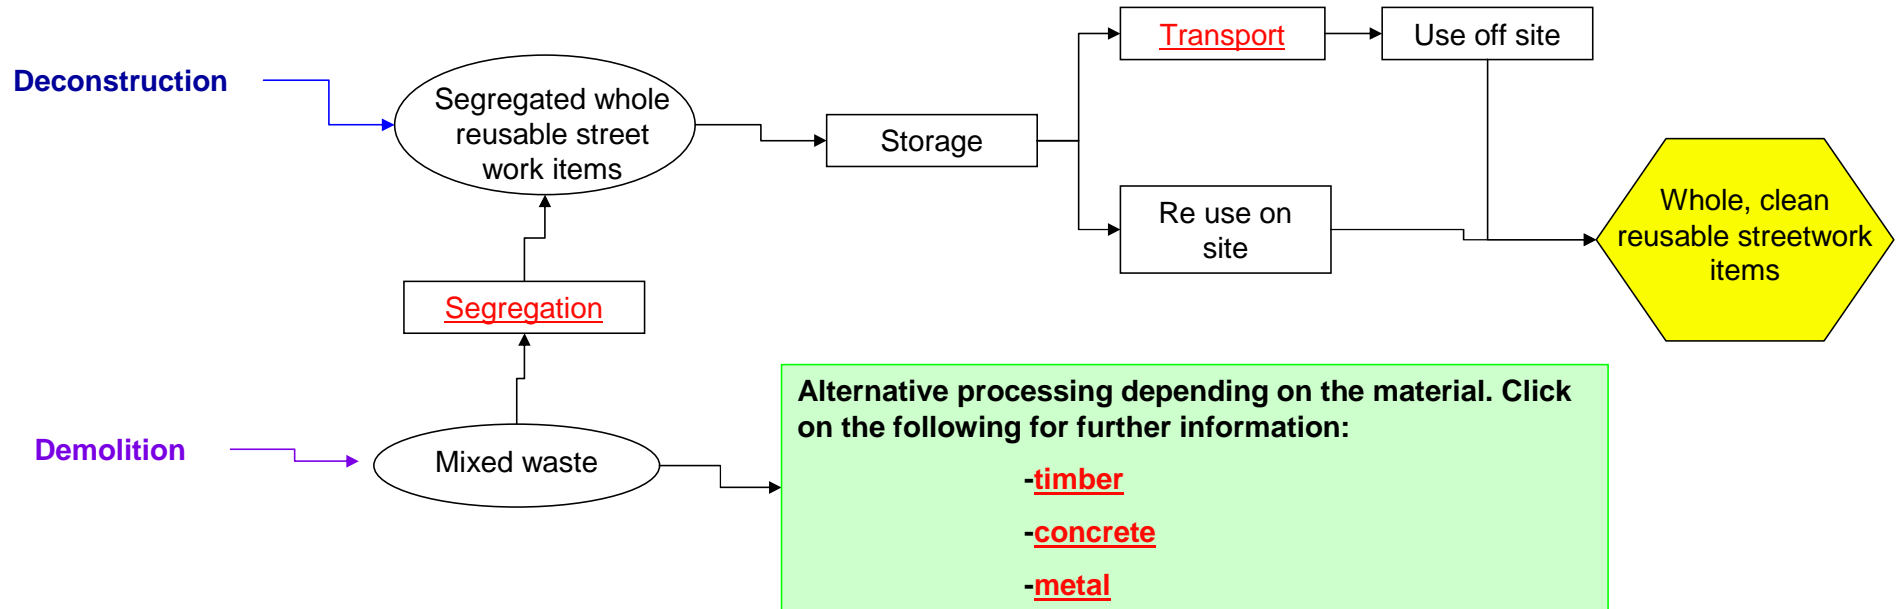 Deconstruction
Segregated whole
reusable street
work items
Storage
Transport
Use off site
Re use on
site
Whole, clean
reusable streetwork
items
Segregation
Demolition
Mixed waste
Alternative processing depending on the material. Click
on the following for further information:
-timber
-concrete
-metal